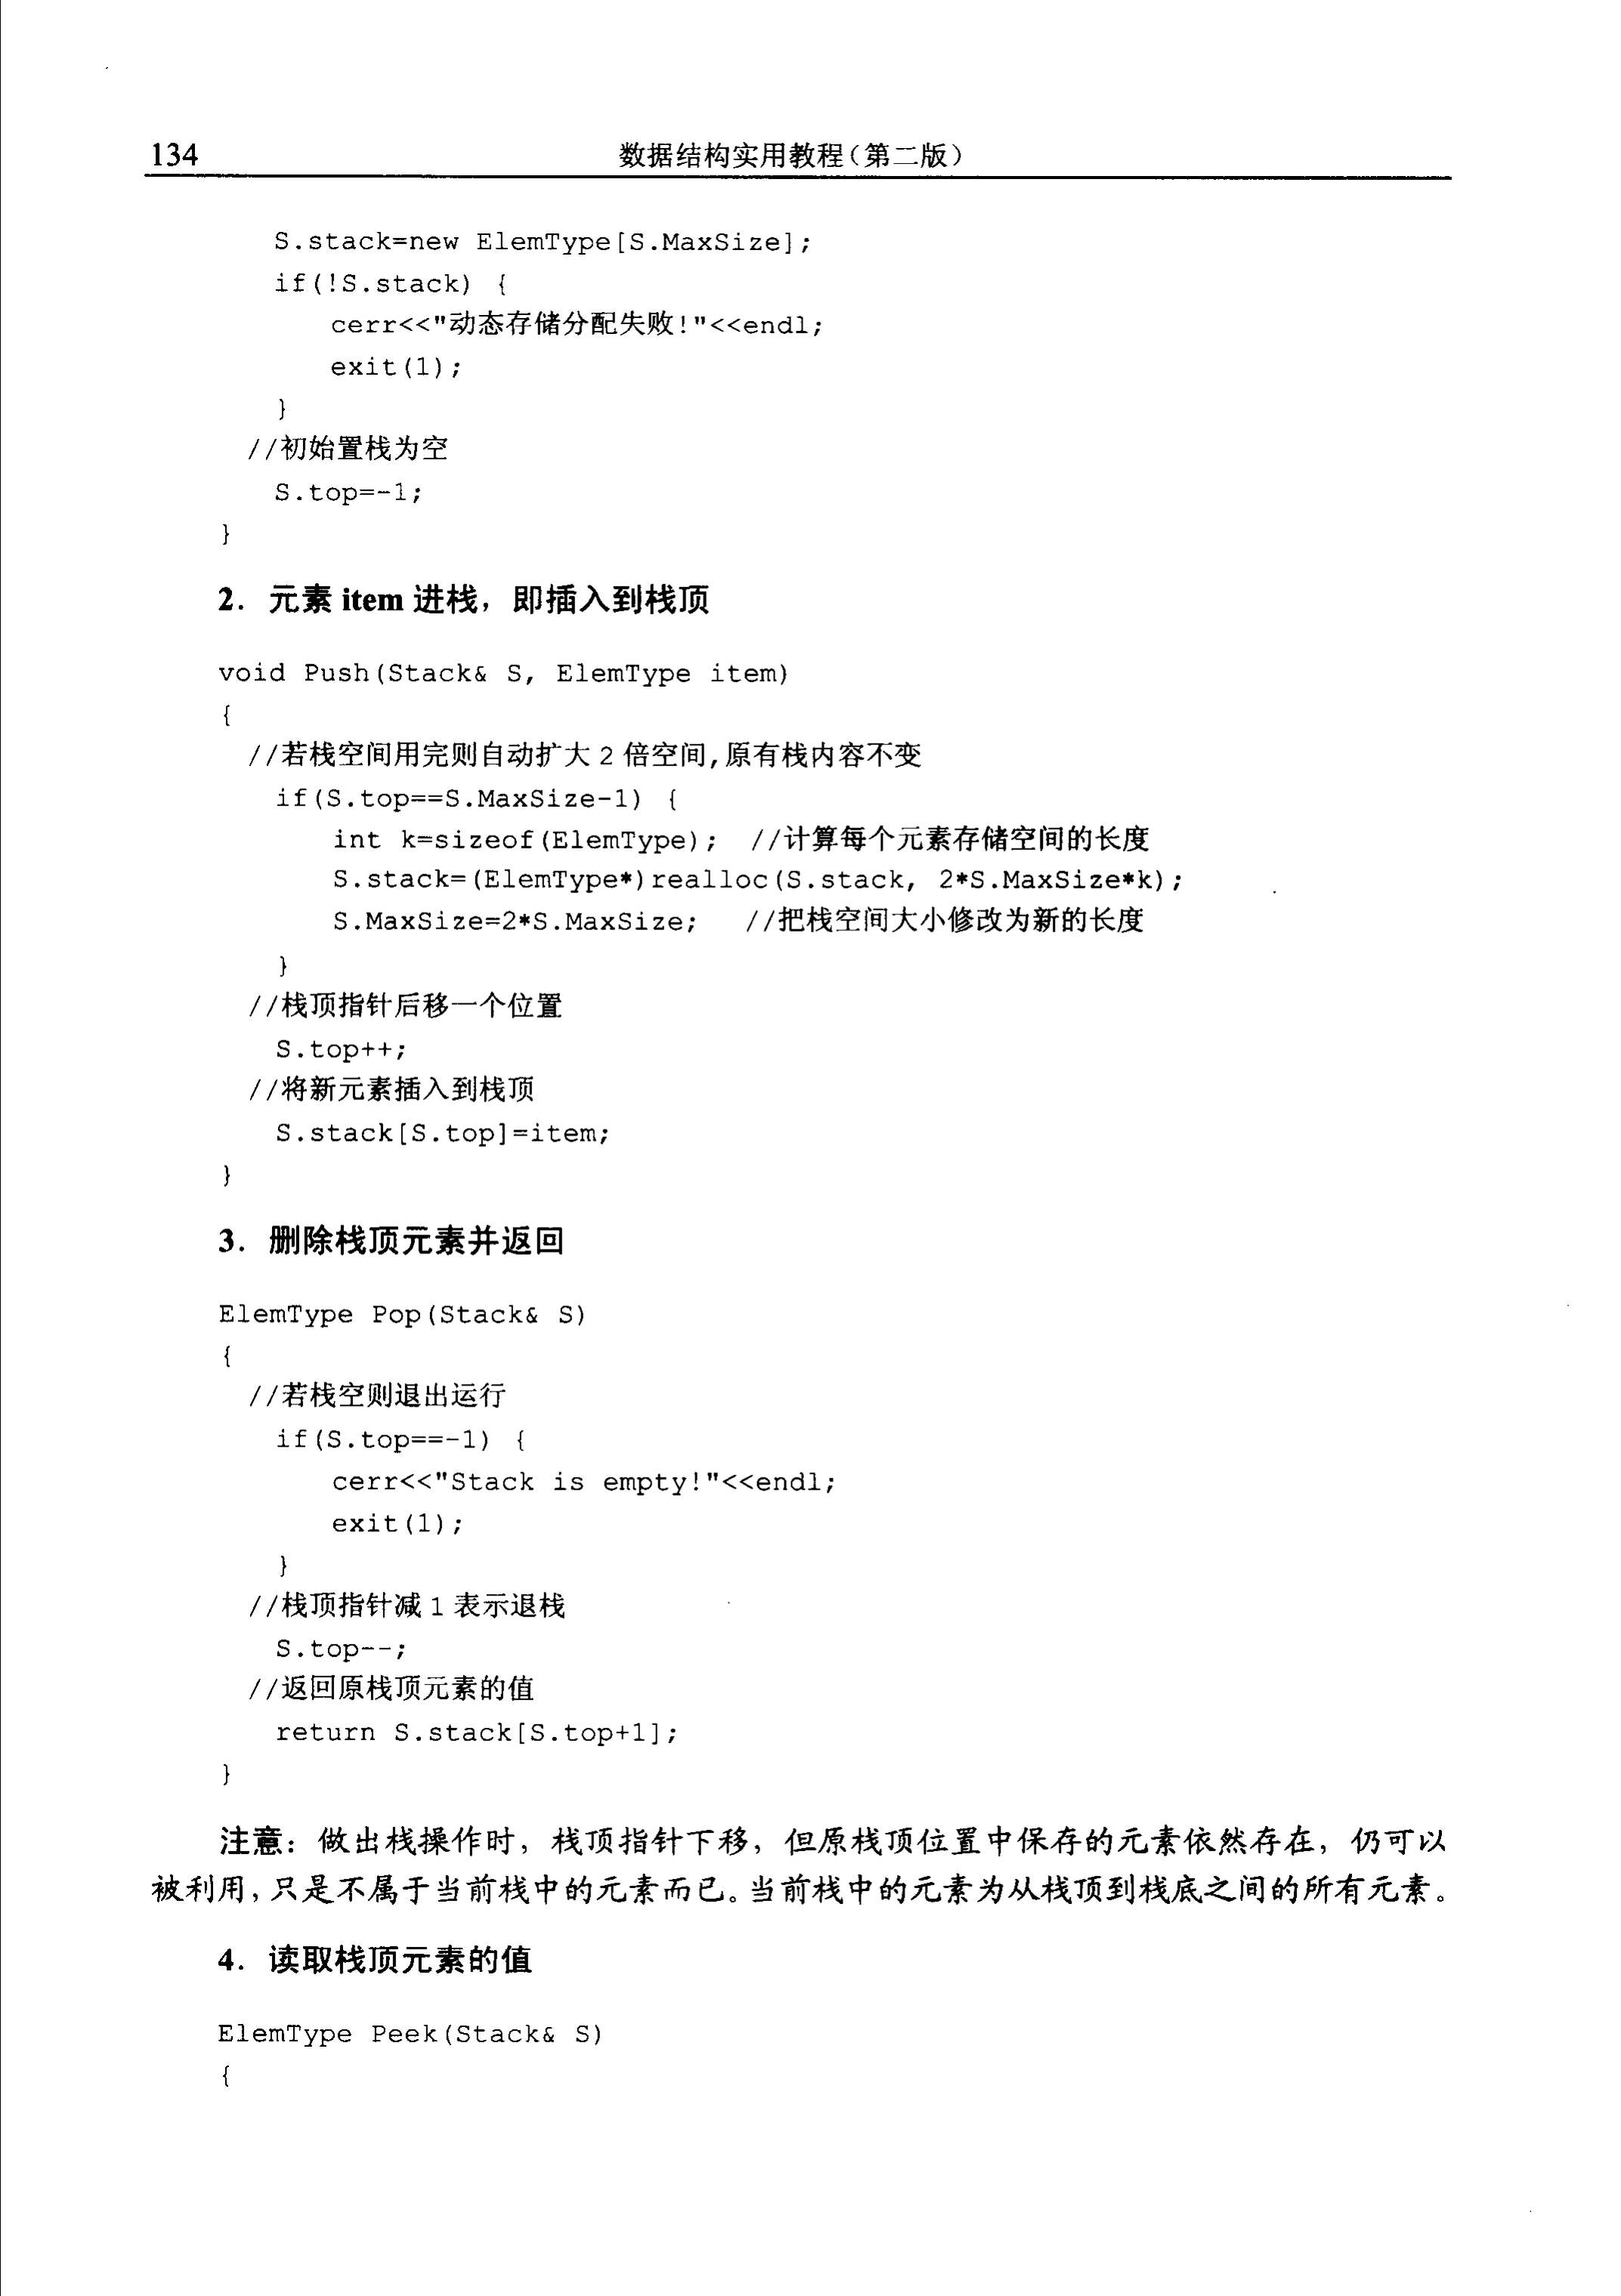 134
数据结构实用教程(第二版)
S.stack=new ElemType[S.MaxSize];
if(!S.stack) {
cerr<<"动态存储分配失败!"<<endl;
exit(1);
}
//初始置栈为空
S.top=-1;
}
2. 元素 item 进栈，即插入到栈顶
void Push(Stack& S, ElemType item)
{
//若栈空间用完则自动扩大 2 倍空间,原有栈内容不变
if(S.top==S.MaxSize-1) {
int k=sizeof(ElemType); //计算每个元素存储空间的长度
S.stack=(ElemType*)realloc(S.stack, 2*S.MaxSize*k);
S.MaxSize=2*S.MaxSize; //把栈空间大小修改为新的长度
}
//栈顶指针后移一个位置
S.top++;
//将新元素插入到栈顶
S.stack[S.top]=item;
}
3. 删除栈顶元素并返回
ElemType Pop(Stack& S)
{
//若栈空则退出运行
if(S.top==-1) {
cerr<<"Stack is empty!"<<endl;
exit(1);
}
//栈顶指针减 1 表示退栈
S.top--;
//返回原栈顶元素的值
return S.stack[S.top+1];
}
注意：做出栈操作时，栈顶指针下移，但原栈顶位置中保存的元素依然存在，仍可以
被利用，只是不属于当前栈中的元素而已。当前栈中的元素为从栈顶到栈底之间的所有元素。
4. 读取栈顶元素的值
ElemType Peek(Stack& S)
{